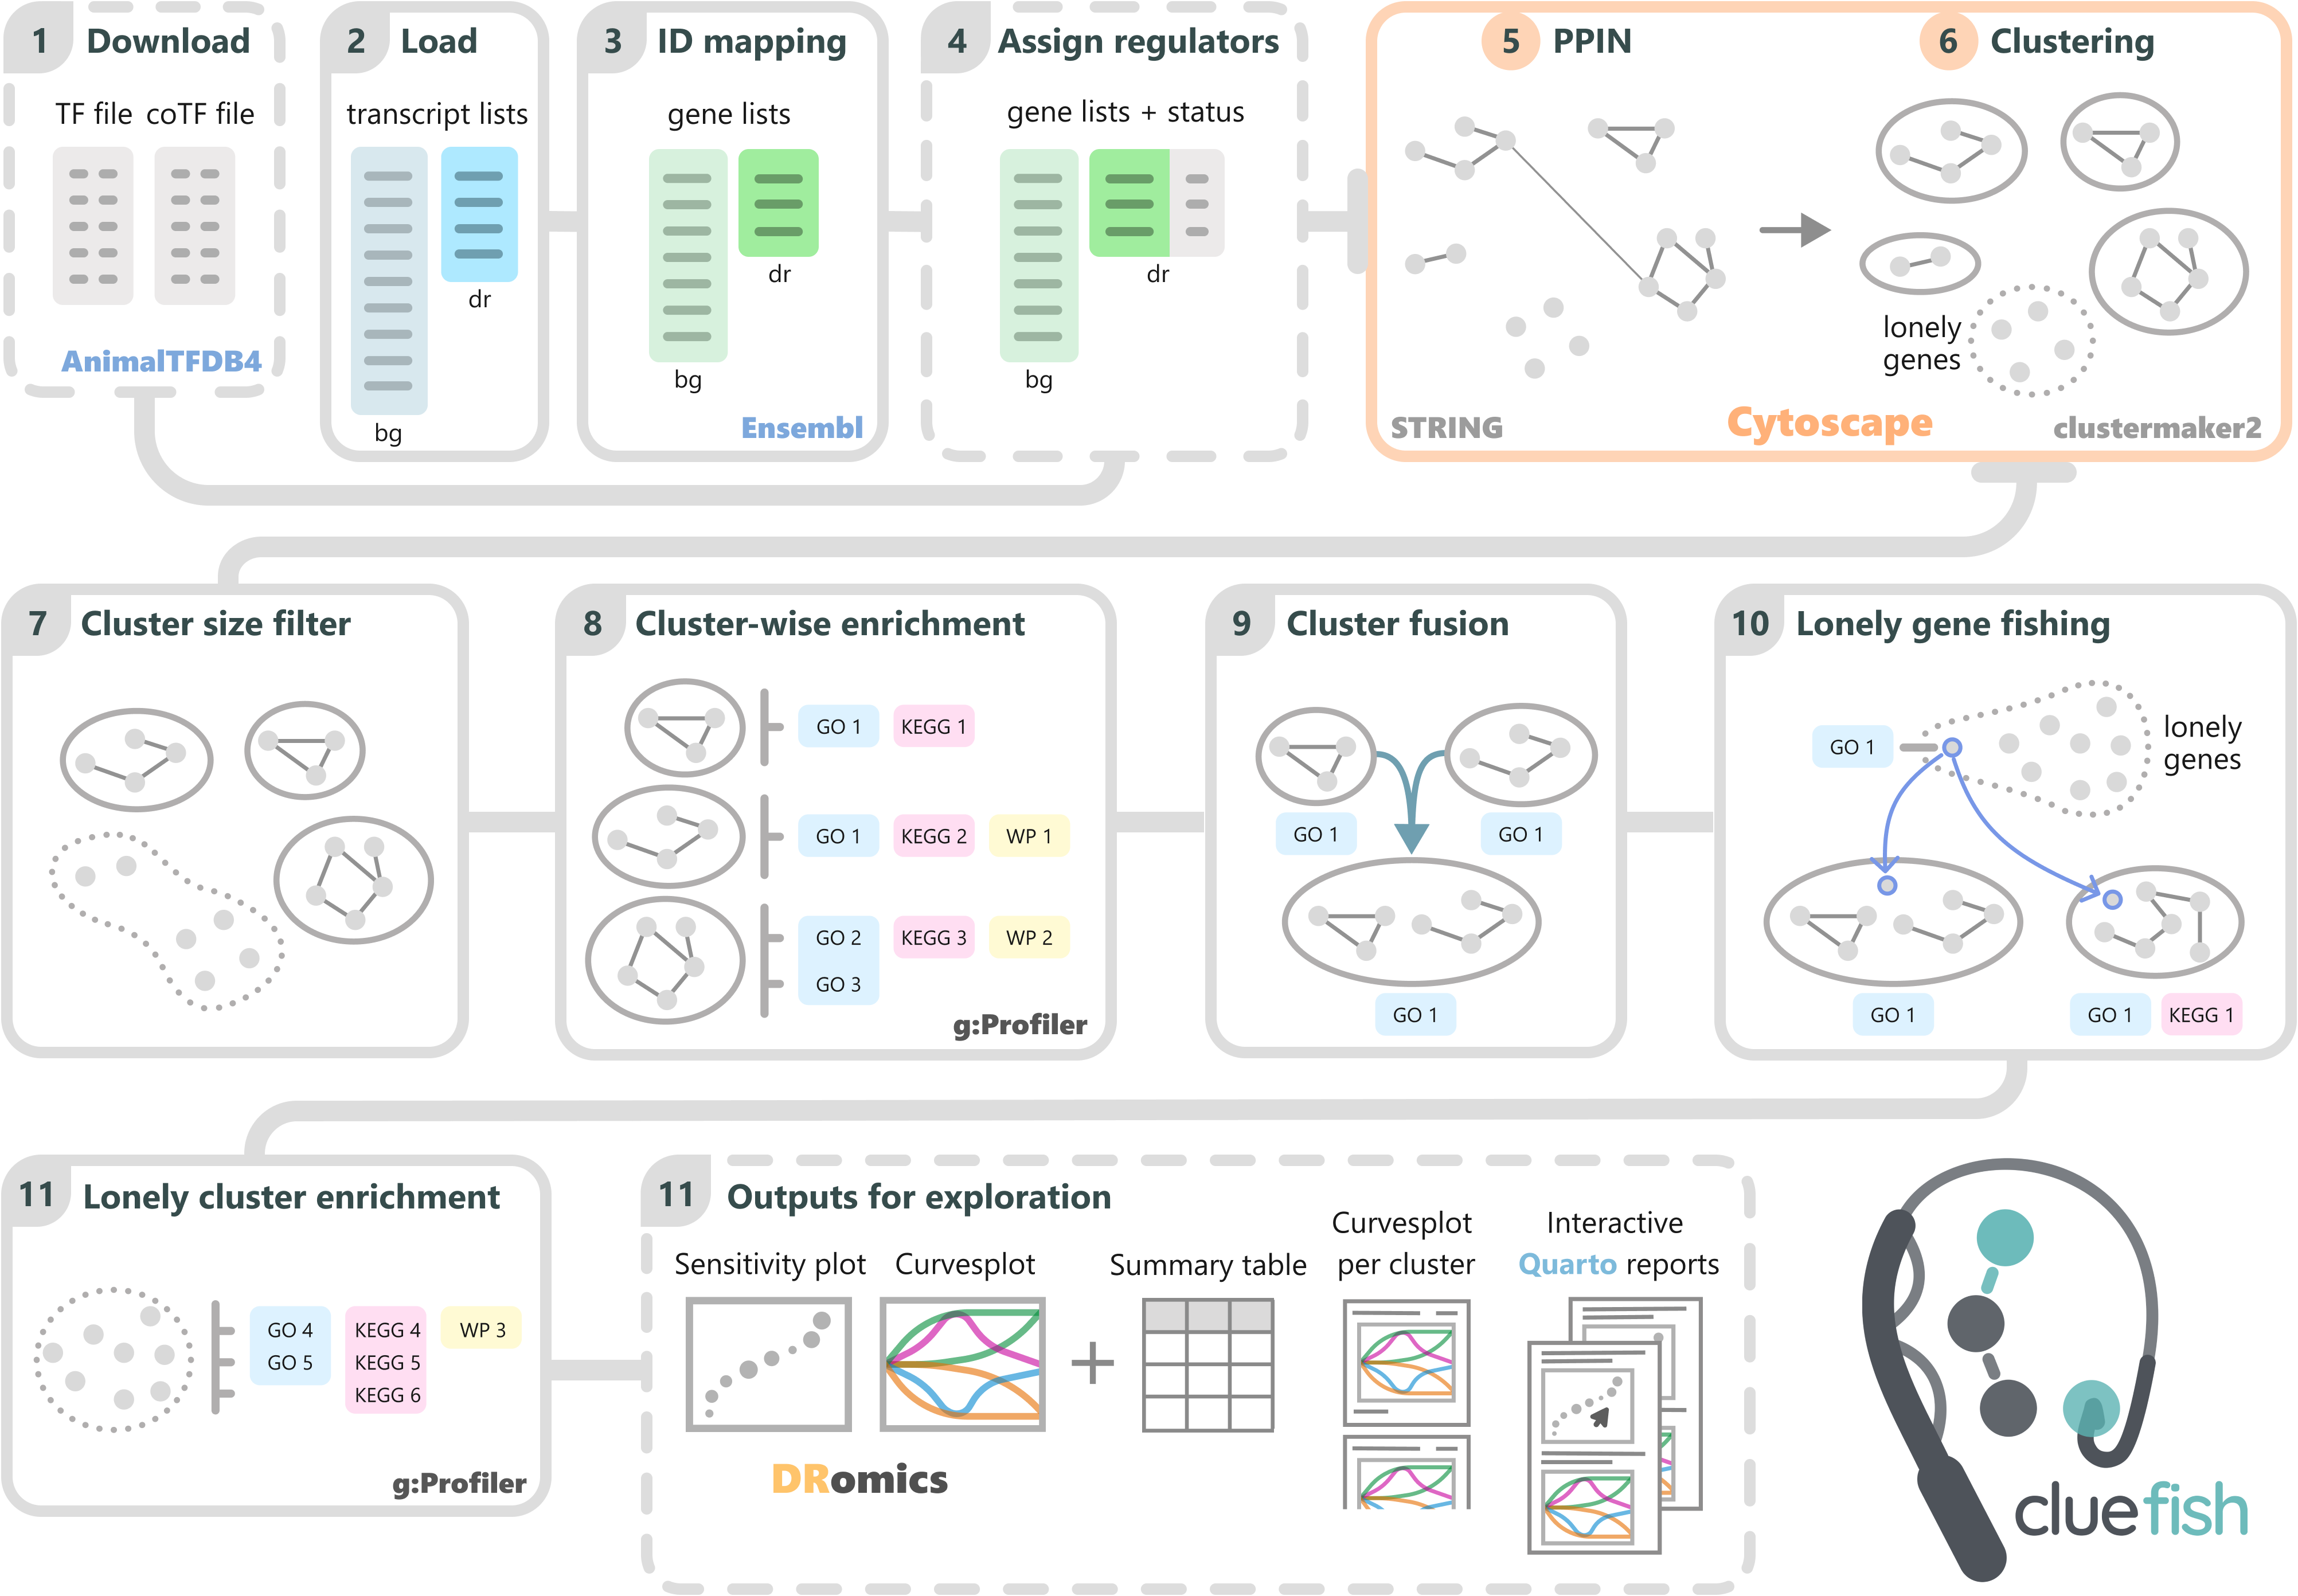 1 Download
TF file coTF file
AnimalTFDB4
2 Load
transcript lists
dr
bg
3 ID mapping
gene lists
dr
bg
Ensembl
4 Assign regulators
gene lists + status
dr
bg
5 PPIN
6 Clustering
lonely
genes
STRING
Cytoscape
clustermaker2
7 Cluster size filter
8 Cluster-wise enrichment
GO 1 KEGG 1
GO 1 KEGG 2 WP 1
GO 2 KEGG 3 WP 2
GO 3
g:Profiler
9 Cluster fusion
GO 1 GO 1
GO 1
10 Lonely gene fishing
GO 1
lonely
genes
GO 1
GO 1 KEGG 1
11 Lonely cluster enrichment
GO 4 KEGG 4 WP 3
GO 5 KEGG 5
KEGG 6
g:Profiler
11 Outputs for exploration
Sensitivity plot
Curvesplot
+
Summary table
Curvesplot
per cluster
Interactive
Quarto reports
DRomics
cluefish